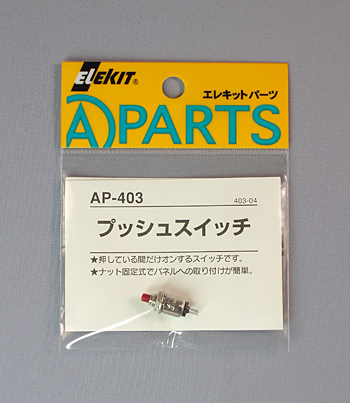 ELEKIT®
エレキットパーツ
APARTS
AP-403
403-04
プッシュスイッチ
★押している間だけオンするスイッチです。
★ナット固定式でパネルへの取り付けが簡単。